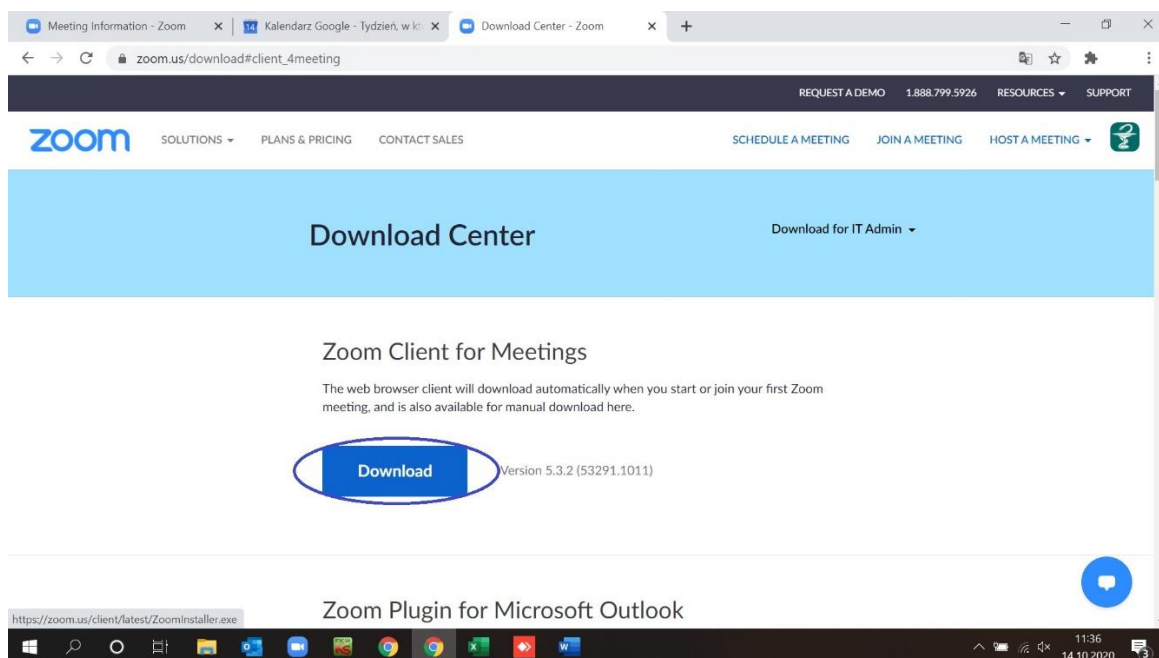 Meeting Information - Zoom
14 Kalendarz Google - Tydzień, w kt
Download Center - Zoom
zoom.us/download#client_4meeting
REQUEST A DEMO 1.888.799.5926 RESOURCES SUPPORT
zoom SOLUTIONS PLANS & PRICING CONTACT SALES SCHEDULE A MEETING JOIN A MEETING HOST A MEETING
Download Center
Download for IT Admin
Zoom Client for Meetings
The web browser client will download automatically when you start or join your first Zoom
meeting, and is also available for manual download here.
Download Version 5.3.2 (53291.1011)
Zoom Plugin for Microsoft Outlook
https://zoom.us/client/latest/ZoomInstaller.exe
11:36
14.10.2020
3